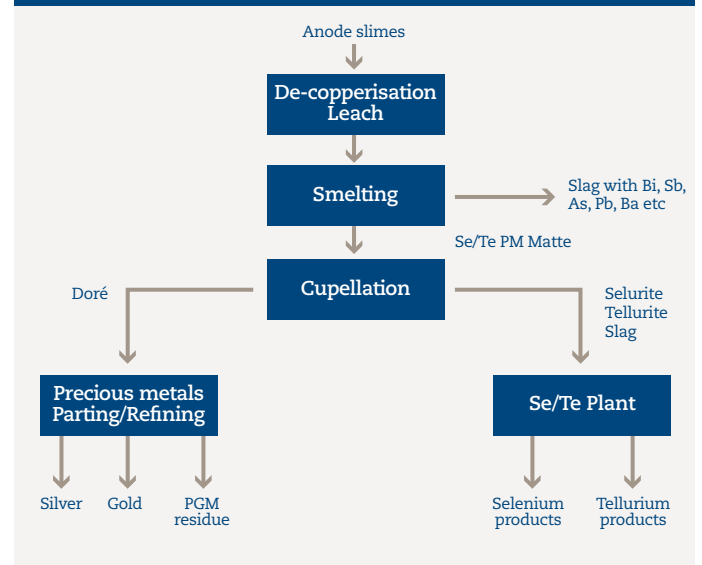 Anode slimes
De-copperisation
Leach
Smelting
Slag with Bi, Sb,
As, Pb, Ba etc
Se/Te PM Matte
Cupellation
Doré
Selurite
Tellurite
Slag
Precious metals
Parting/Refining
Se/Te Plant
Silver
Gold
PGM
residue
Selenium
products
Tellurium
products